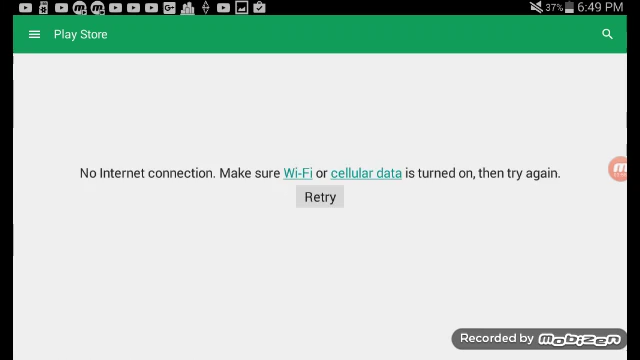 37% 6:49 PM
Play Store
No Internet connection. Make sure Wi-Fi or cellular data is turned on, then try again.
Retry
Recorded by mobizen